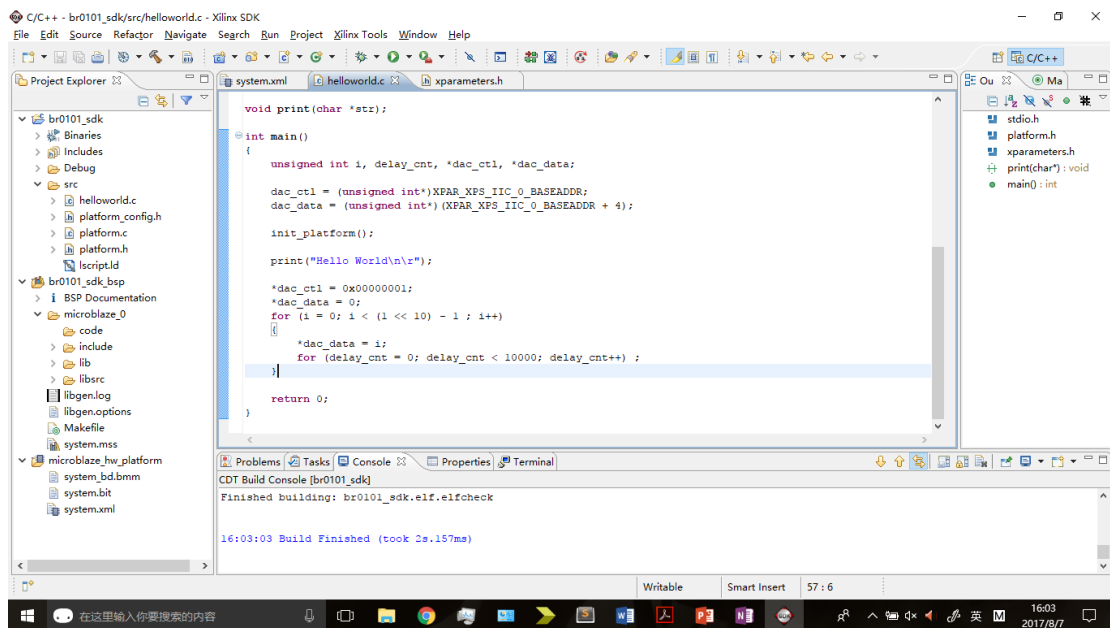 C/C++ - br0101_sdk/src/helloworld.c - Xilinx SDK
File Edit Source Refactor Navigate Search Run Project Xilinx Tools Window Help
C/C++
Project Explorer
system.xml
helloworld.c
xparameters.h
Ou
Ma
br0101_sdk
Binaries
Includes
Debug
src
helloworld.c
platform_config.h
platform.c
platform.h
lscript.ld
br0101_sdk_bsp
BSP Documentation
microblaze_0
code
include
lib
libsrc
libgen.log
libgen.options
Makefile
system.mss
microblaze_hw_platform
system_bd.bmm
system.bit
system.xml
void print(char *str);
int main()
{
unsigned int i, delay_cnt, *dac_ctl, *dac_data;
dac_ctl = (unsigned int*)XPAR_XPS_IIC_0_BASEADDR;
dac_data = (unsigned int*)(XPAR_XPS_IIC_0_BASEADDR + 4);
init_platform();
print("Hello World\n\r");
*dac_ctl = 0x00000001;
*dac_data = 0;
for (i = 0; i < (1 << 10) - 1 ; i++)
{
*dac_data = i;
for (delay_cnt = 0; delay_cnt < 10000; delay_cnt++) ;
}
return 0;
}
stdio.h
platform.h
xparameters.h
print(char*) : void
main() : int
Problems Tasks Console Properties Terminal
CDT Build Console [br0101_sdk]
Finished building: br0101_sdk.elf.elfcheck
16:03:03 Build Finished (took 2s.157ms)
Writable
Smart Insert
57 : 6
在这里输入你要搜索的内容
英
M
16:03
2017/8/7